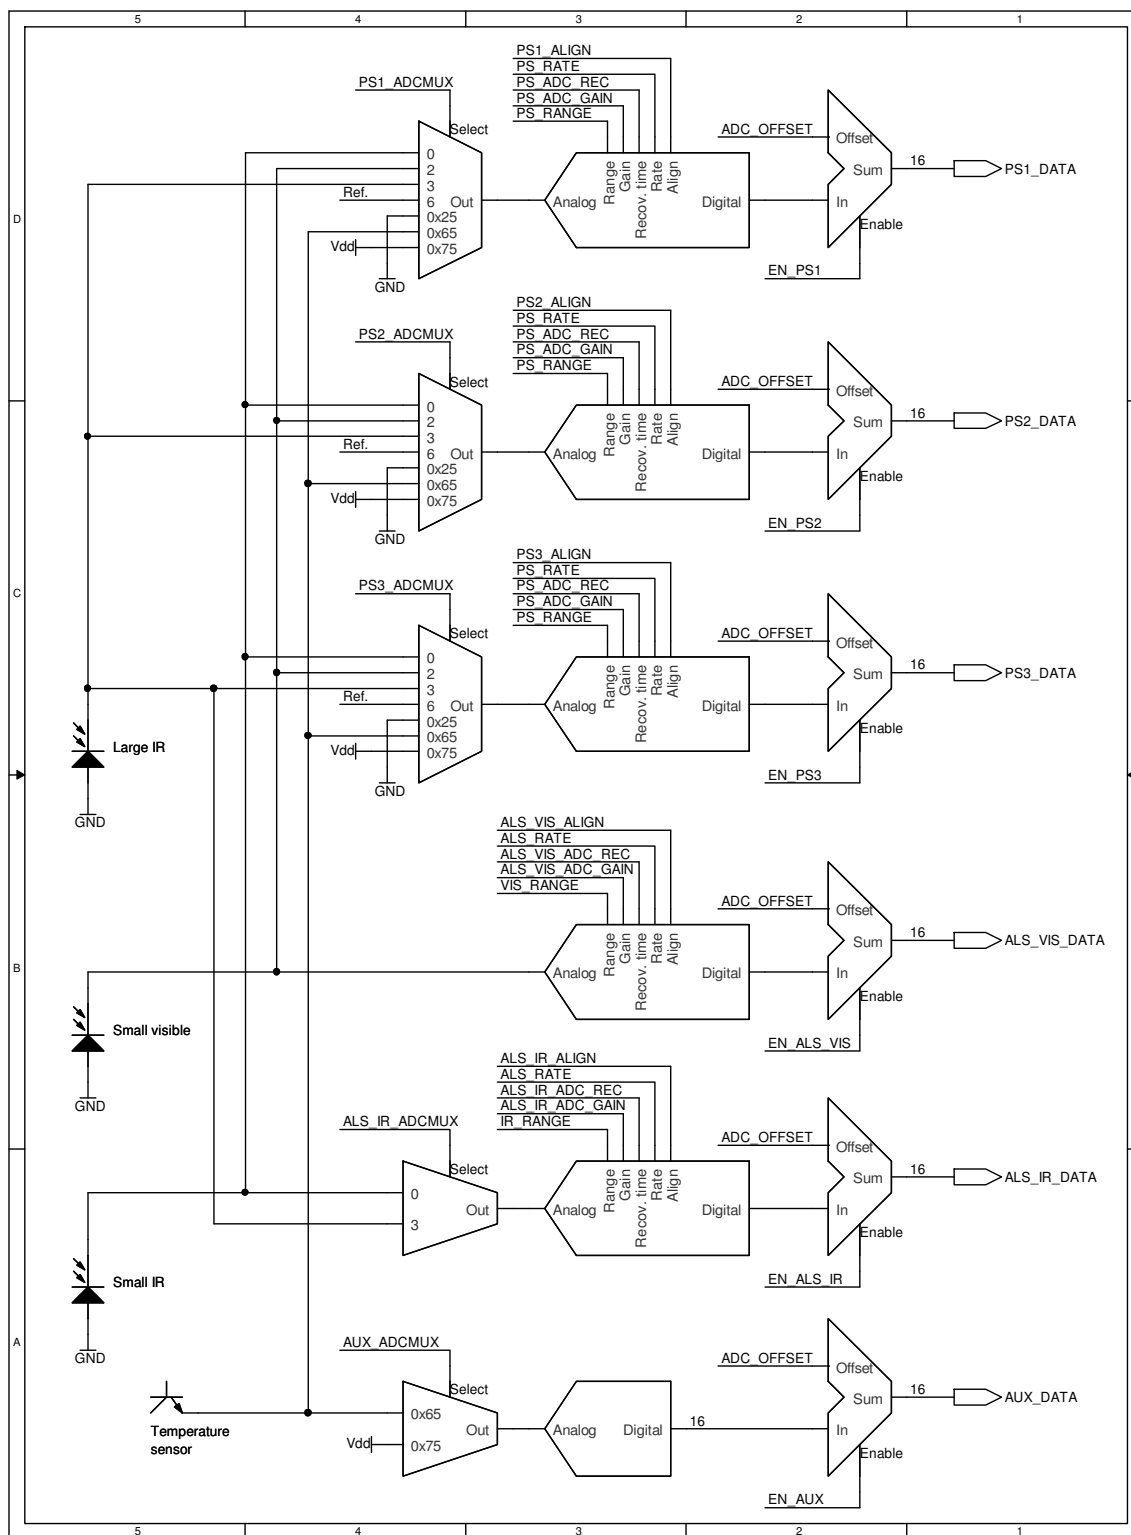 5 4 3 2 1
PS1_ALIGN
PS_RATE
PS_ADC_REC
PS_ADC_GAIN
PS_RANGE
PS1_ADCMUX
Select
0
2
3
6
0x25
0x65
0x75
Out
Ref.
Vdd
GND
Analog
Range
Gain
Recov. time
Rate
Align
Digital
ADC_OFFSET
Offset
Sum
In
Enable
EN_PS1
16
PS1_DATA
D
PS2_ALIGN
PS_RATE
PS_ADC_REC
PS_ADC_GAIN
PS_RANGE
PS2_ADCMUX
Select
0
2
3
6
0x25
0x65
0x75
Out
Ref.
Vdd
GND
Analog
Range
Gain
Recov. time
Rate
Align
Digital
ADC_OFFSET
Offset
Sum
In
Enable
EN_PS2
16
PS2_DATA
C
PS3_ALIGN
PS_RATE
PS_ADC_REC
PS_ADC_GAIN
PS_RANGE
PS3_ADCMUX
Select
0
2
3
6
0x25
0x65
0x75
Out
Ref.
Vdd
GND
Analog
Range
Gain
Recov. time
Rate
Align
Digital
ADC_OFFSET
Offset
Sum
In
Enable
EN_PS3
16
PS3_DATA
Large IR
GND
ALS_VIS_ALIGN
ALS_RATE
ALS_VIS_ADC_REC
ALS_VIS_ADC_GAIN
VIS_RANGE
Analog
Range
Gain
Recov. time
Rate
Align
Digital
ADC_OFFSET
Offset
Sum
In
Enable
EN_ALS_VIS
16
ALS_VIS_DATA
B
Small visible
GND
ALS_IR_ALIGN
ALS_RATE
ALS_IR_ADC_REC
ALS_IR_ADC_GAIN
IR_RANGE
ALS_IR_ADCMUX
Select
0
3
Out
Analog
Range
Gain
Recov. time
Rate
Align
Digital
ADC_OFFSET
Offset
Sum
In
Enable
EN_ALS_IR
16
ALS_IR_DATA
Small IR
GND
A
AUX_ADCMUX
Select
0x65
0x75
Out
Vdd
Temperature
sensor
Analog
Digital
16
ADC_OFFSET
Offset
Sum
In
Enable
EN_AUX
16
AUX_DATA
5 4 3 2 1